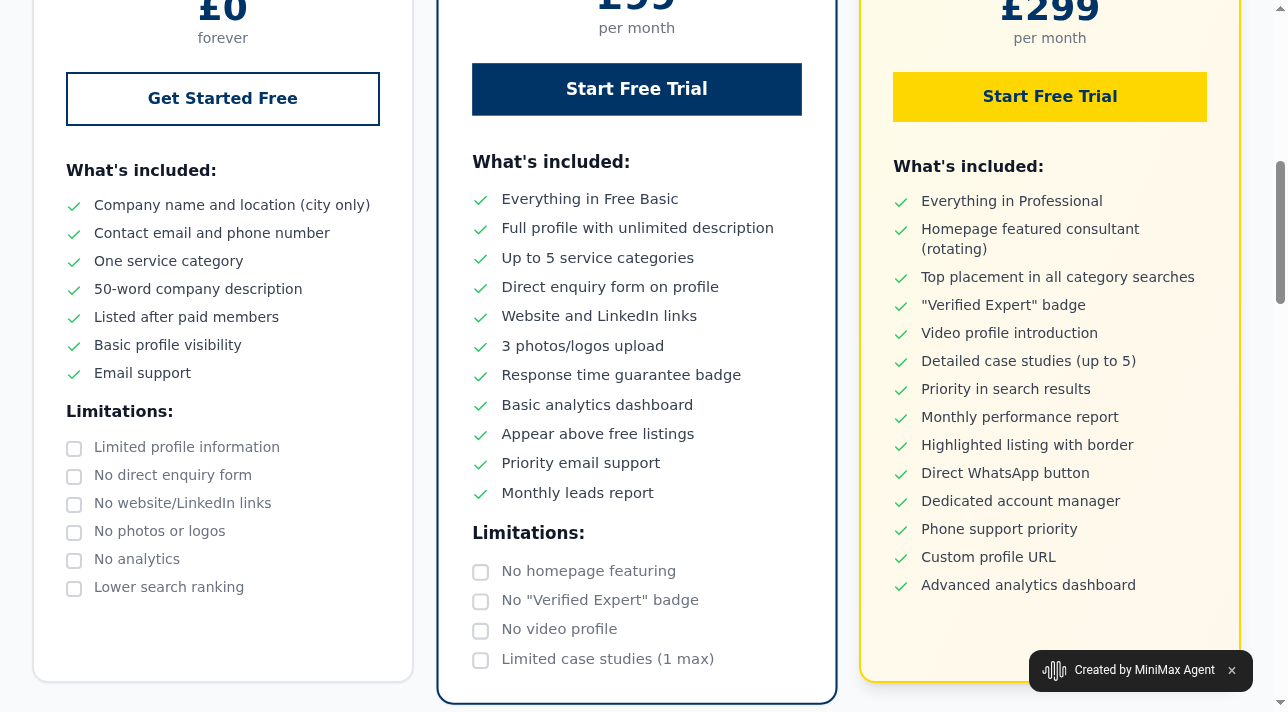 £0
forever
Get Started Free
What's included:
Company name and location (city only)
Contact email and phone number
One service category
50-word company description
Listed after paid members
Basic profile visibility
Email support
Limitations:
Limited profile information
No direct enquiry form
No website/LinkedIn links
No photos or logos
No analytics
Lower search ranking
£99
per month
Start Free Trial
What's included:
Everything in Free Basic
Full profile with unlimited description
Up to 5 service categories
Direct enquiry form on profile
Website and LinkedIn links
3 photos/logos upload
Response time guarantee badge
Basic analytics dashboard
Appear above free listings
Priority email support
Monthly leads report
Limitations:
No homepage featuring
No "Verified Expert" badge
No video profile
Limited case studies (1 max)
£299
per month
Start Free Trial
What's included:
Everything in Professional
Homepage featured consultant
(rotating)
Top placement in all category searches
"Verified Expert" badge
Video profile introduction
Detailed case studies (up to 5)
Priority in search results
Monthly performance report
Highlighted listing with border
Direct WhatsApp button
Dedicated account manager
Phone support priority
Custom profile URL
Advanced analytics dashboard
Created by MiniMax Agent